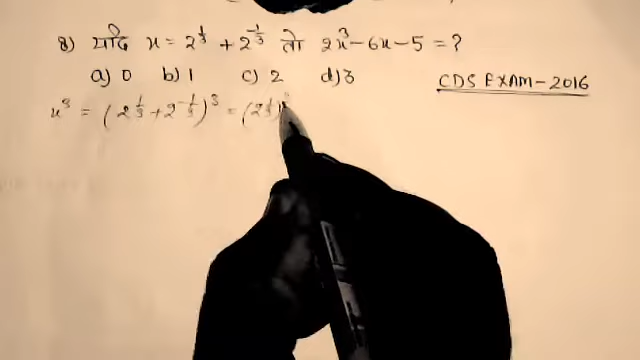 8) यदि x = 2^{1/3} + 2^{-1/3} तो 2x³ - 6x - 5 = ?
a) 0 b) 1 c) 2 d) 3
CDS EXAM - 2016
x³ = (2^{1/3} + 2^{-1/3})³ = (2^{1/3})³